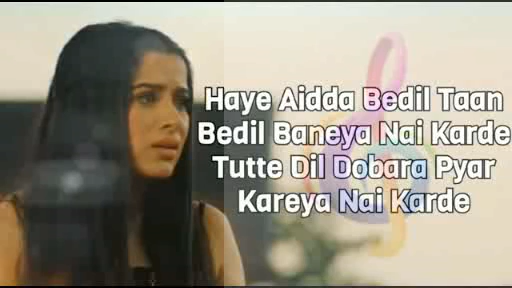 Haye Aidda Bedil Taan
Bedil Baneya Nai Karde
Tutte Dil Dobara Pyar
Kareya Nai Karde